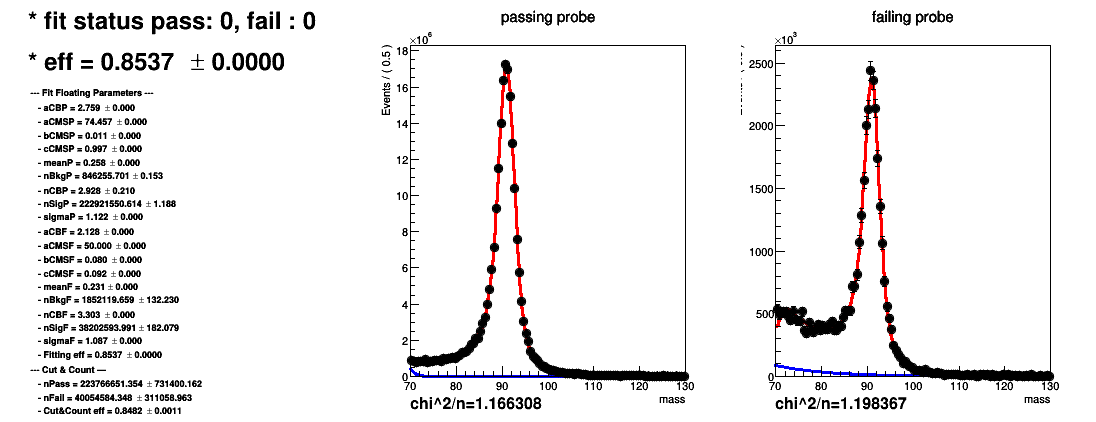 * fit status pass: 0, fail : 0
* eff = 0.8537 ± 0.0000
--- Fit Floating Parameters ---
- aCBP = 2.759 ± 0.000
- aCMSP = 74.457 ± 0.000
- bCMSP = 0.011 ± 0.000
- cCMSP = 0.997 ± 0.000
- meanP = 0.258 ± 0.000
- nBkgP = 846255.701 ± 0.153
- nCBP = 2.928 ± 0.210
- nSigP = 222921550.614 ± 1.188
- sigmaP = 1.122 ± 0.000
- aCBF = 2.128 ± 0.000
- aCMSF = 50.000 ± 0.000
- bCMSF = 0.080 ± 0.000
- cCMSF = 0.092 ± 0.000
- meanF = 0.231 ± 0.000
- nBkgF = 1852119.659 ± 132.230
- nCBF = 3.303 ± 0.000
- nSigF = 38202593.991 ± 182.079
- sigmaF = 1.087 ± 0.000
- Fitting eff = 0.8537 ± 0.0000
--- Cut & Count ---
- nPass = 223766651.354 ± 731400.162
- nFail = 40054584.348 ± 311058.963
- Cut&Count eff = 0.8482 ± 0.0011
passing probe
×10⁶
Events / ( 0.5 )
18
16
14
12
10
8
6
4
2
0
70 80 90 100 110 120 130
mass
chi^2/n=1.166308
failing probe
×10³
2500
2000
1500
1000
500
0
70 80 90 100 110 120 130
mass
chi^2/n=1.198367